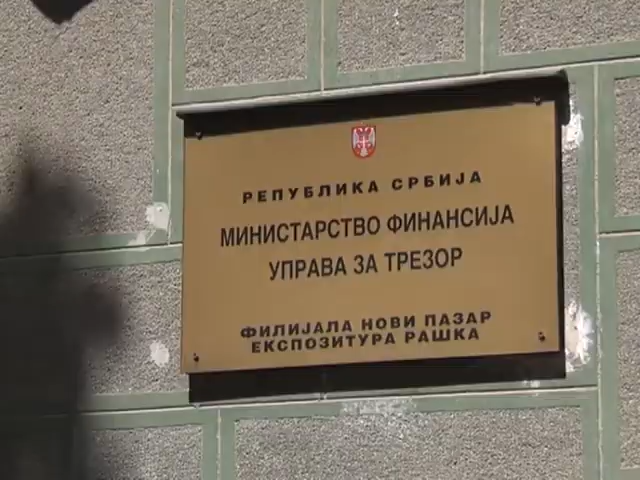 РЕПУБЛИКА СРБИЈА
МИНИСТАРСТВО ФИНАНСИЈА
УПРАВА ЗА ТРЕЗОР
ФИЛИЈАЛА НОВИ ПАЗАР
ЕКСПОЗИТУРА РАШКА